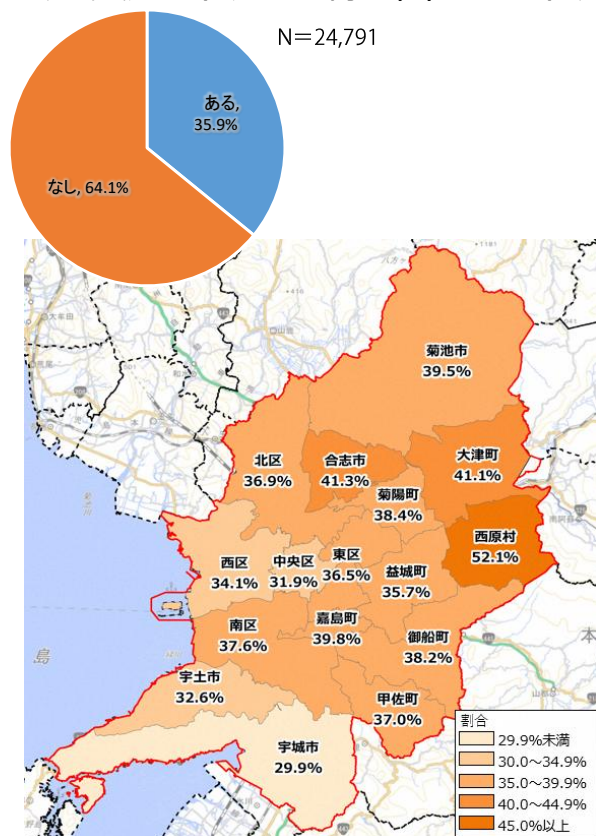 N＝24,791
ある,
35.9%
なし, 64.1%
菊池市
39.5%
北区
36.9%
合志市
41.3%
大津町
41.1%
菊陽町
38.4%
西原村
52.1%
西区
34.1%
中央区
31.9%
東区
36.5%
益城町
35.7%
南区
37.6%
嘉島町
39.8%
御船町
38.2%
宇土市
32.6%
甲佐町
37.0%
宇城市
29.9%
島
本
割合
29.9%未満
30.0～34.9%
35.0～39.9%
40.0～44.9%
45.0%以上